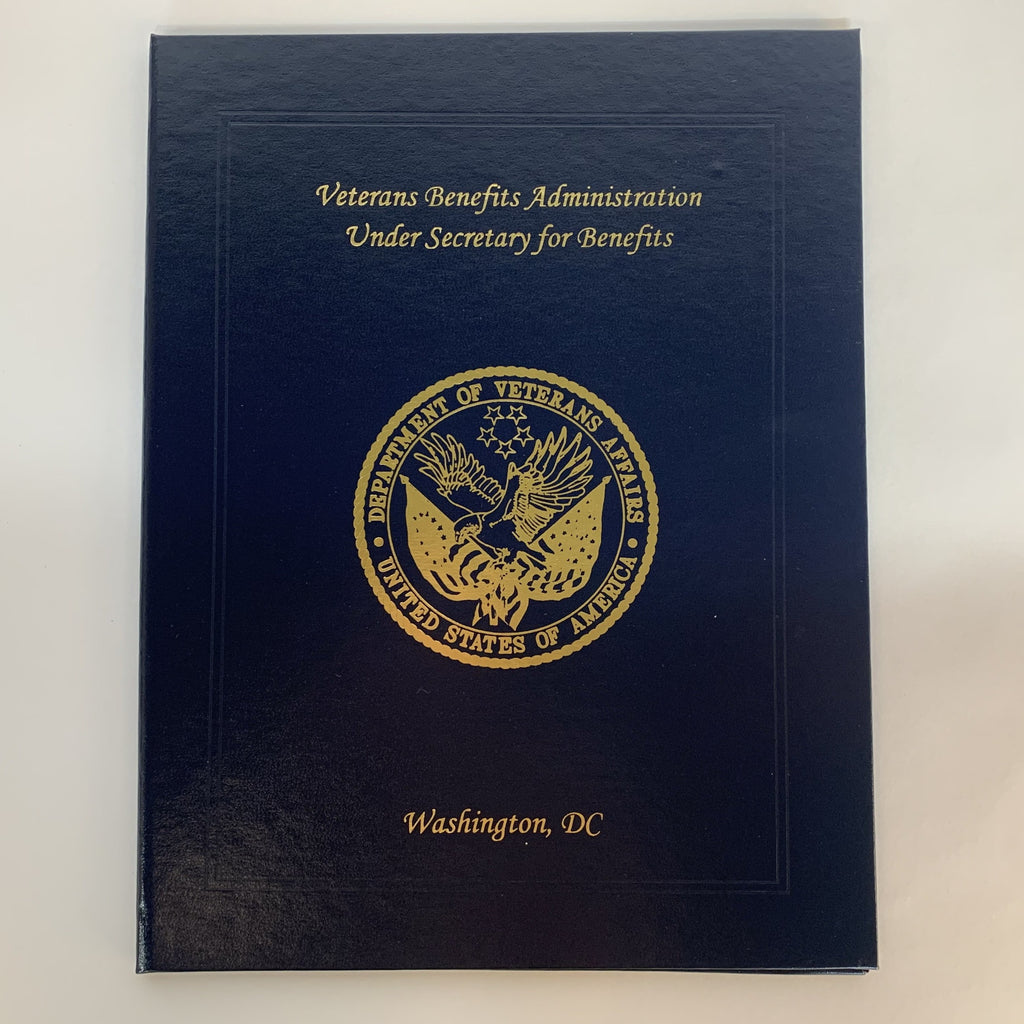 Veterans Benefits Administration
Under Secretary for Benefits
DEPARTMENT OF VETERANS AFFAIRS
UNITED STATES OF AMERICA
Washington, DC